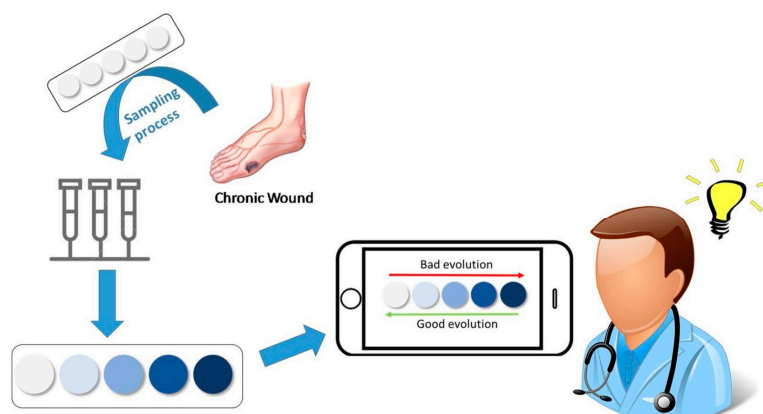 Sampling
process
Chronic Wound
Bad evolution
Good evolution